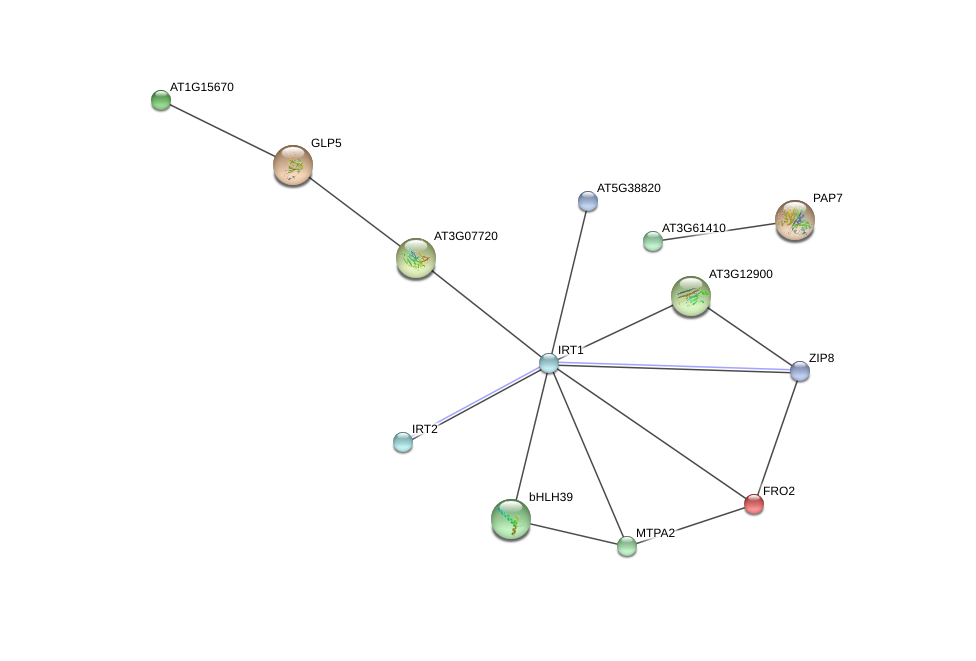 AT1G15670
GLP5
AT5G38820
PAP7
AT3G61410
AT3G07720
AT3G12900
IRT1
ZIP8
IRT2
FRO2
bHLH39
MTPA2